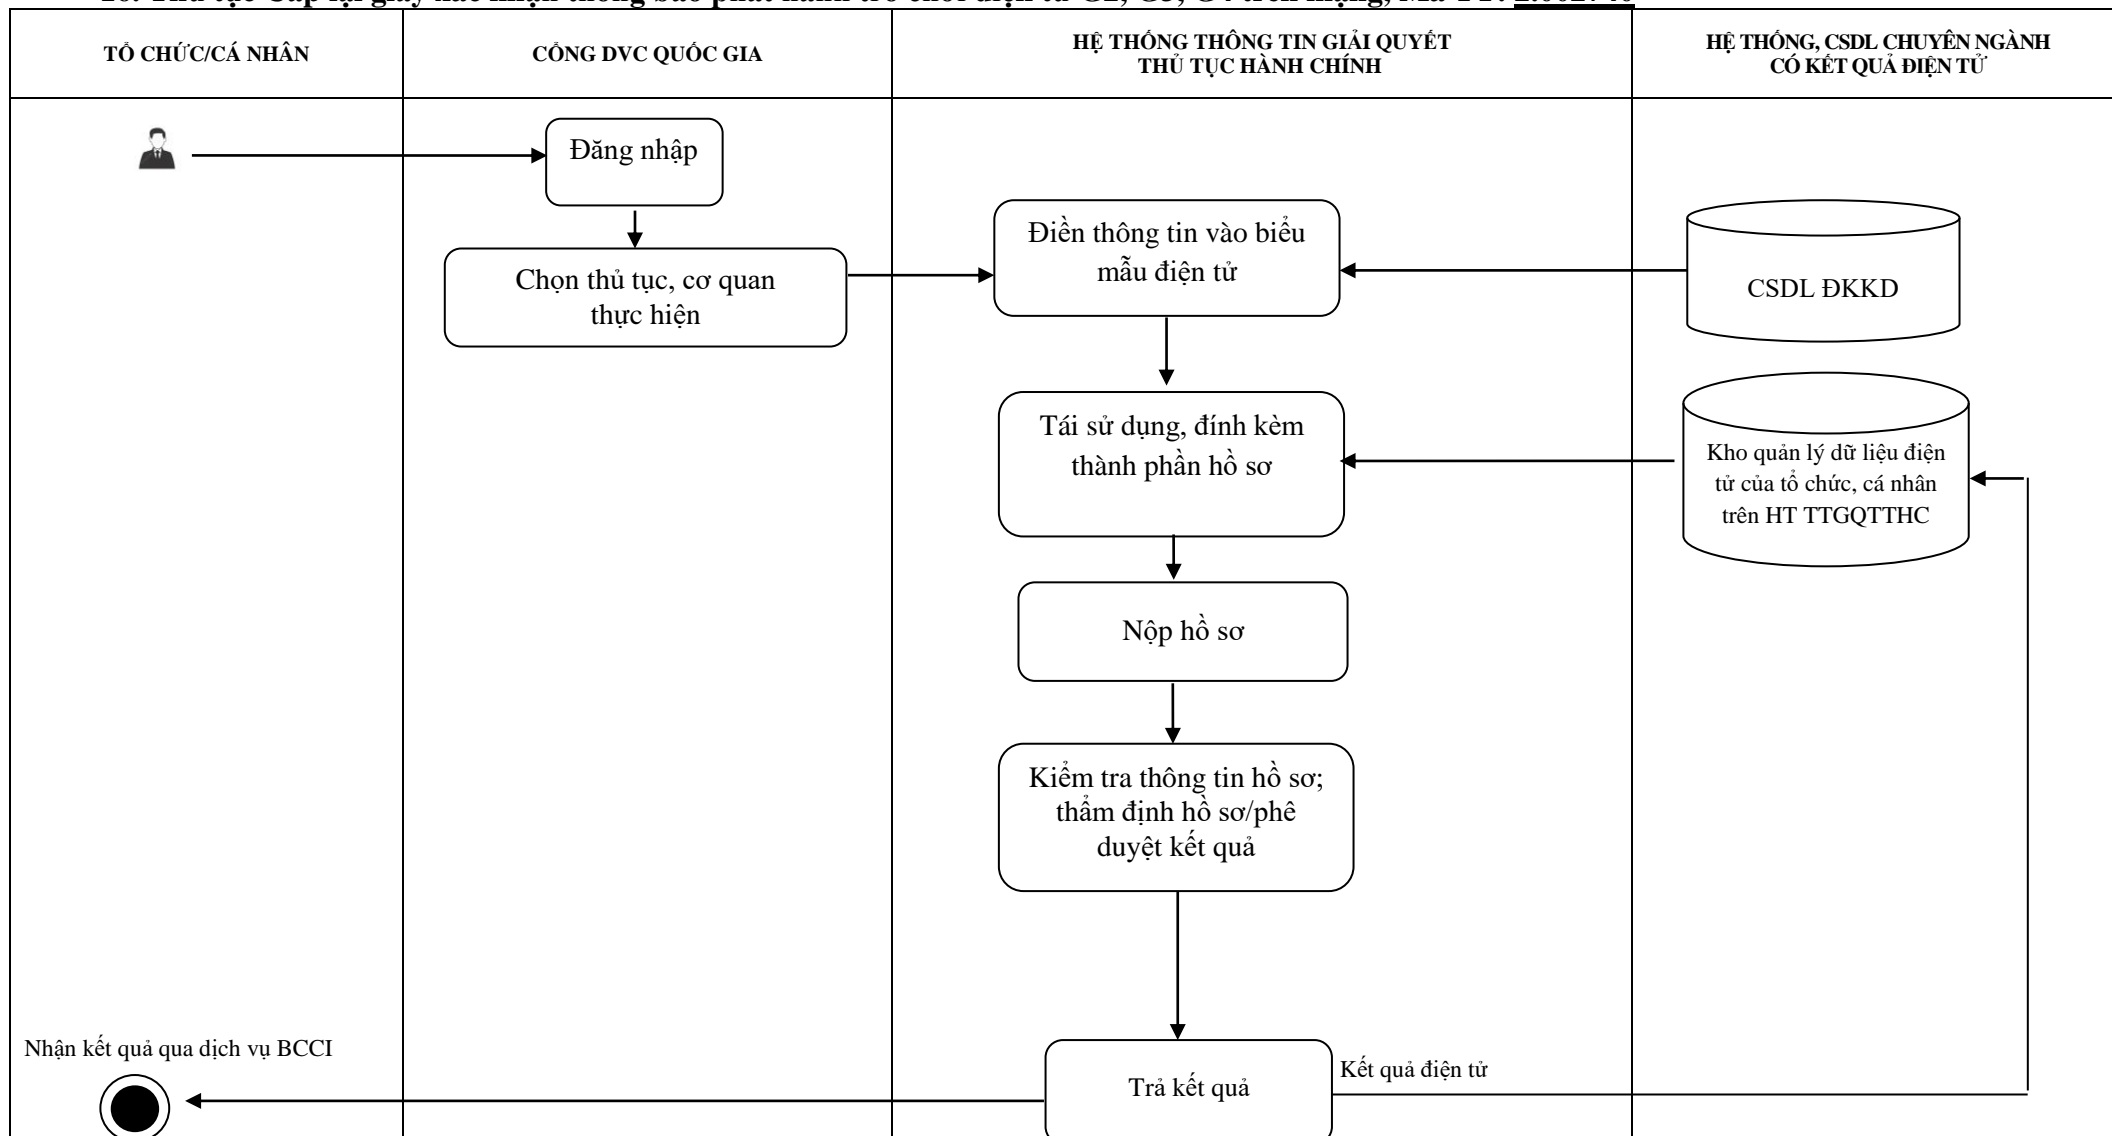 TỔ CHỨC/CÁ NHÂN
CỔNG DVC QUỐC GIA
HỆ THỐNG THÔNG TIN GIẢI QUYẾT
THỦ TỤC HÀNH CHÍNH
HỆ THỐNG, CSDL CHUYÊN NGÀNH
CÓ KẾT QUẢ ĐIỆN TỬ
Đăng nhập
Chọn thủ tục, cơ quan
thực hiện
Điền thông tin vào biểu
mẫu điện tử
CSDL ĐKKD
Tái sử dụng, đính kèm
thành phần hồ sơ
Kho quản lý dữ liệu điện
tử của tổ chức, cá nhân
trên HT TTGQTTHC
Nộp hồ sơ
Kiểm tra thông tin hồ sơ;
thẩm định hồ sơ/phê
duyệt kết quả
Nhận kết quả qua dịch vụ BCCI
Trả kết quả
Kết quả điện tử